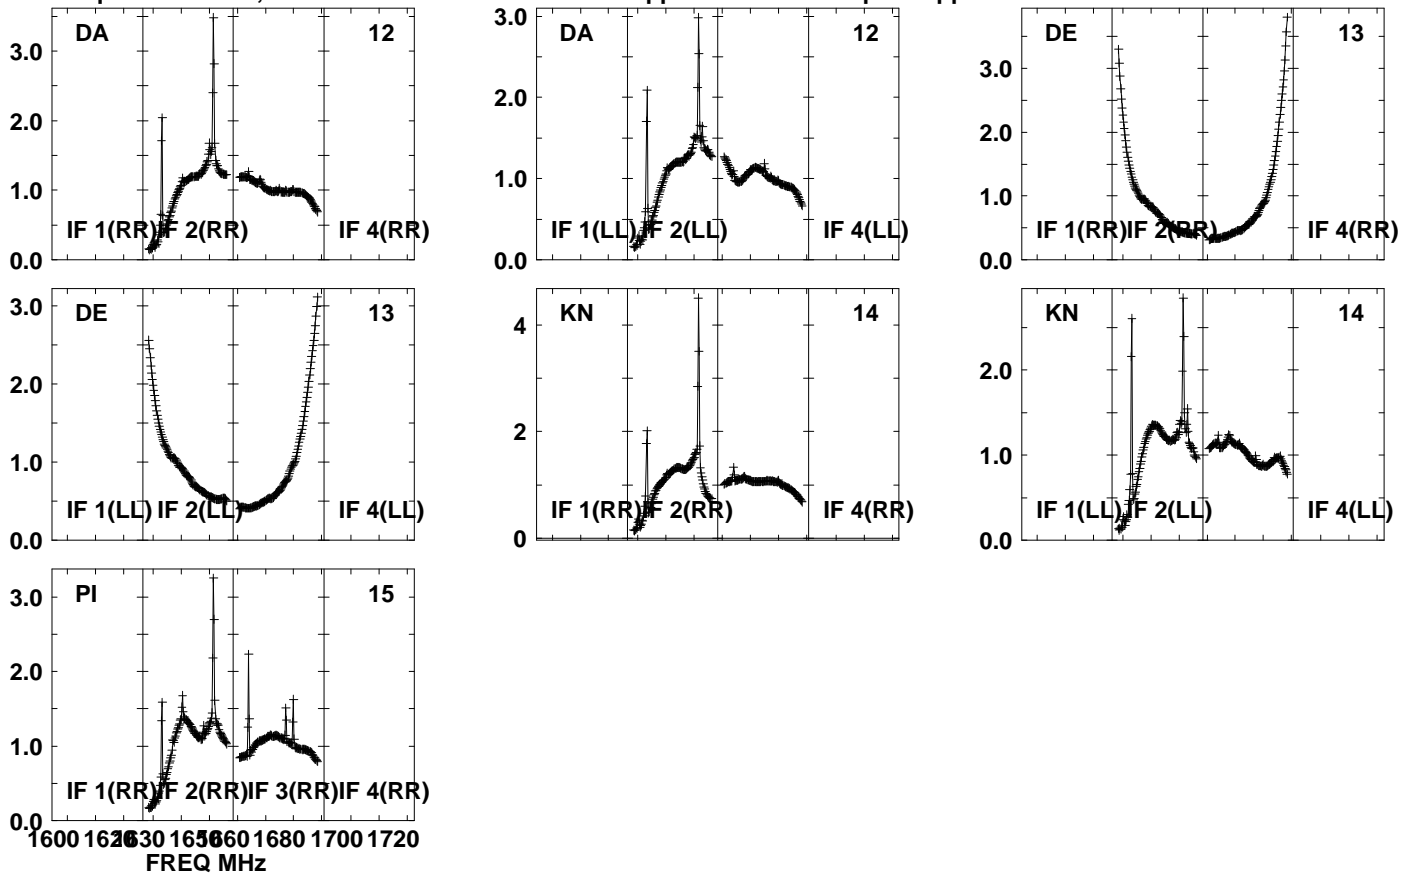 DA 12 DA 12 DE 13
3.0 3.0 3.0
2.0 2.0 2.0
1.0 1.0 1.0
IF 1(RR) IF 2(RR) IF 4(RR) IF 1(LL) IF 2(LL) IF 4(LL) IF 1(RR) IF 2(RR) IF 4(RR)
0.0 0.0 0.0
DE 13 KN 14 KN 14
3.0 4
2.0 2 2.0
1.0 1.0
IF 1(LL) IF 2(LL) IF 4(LL) IF 1(RR) IF 2(RR) IF 4(RR) IF 1(LL) IF 2(LL) IF 4(LL)
0.0 0 0.0
PI 15
3.0
2.0
1.0
IF 1(RR) IF 2(RR) IF 3(RR) IF 4(RR)
0.0
1600 1620 1630 1650 1660 1680 1700 1720
FREQ MHz